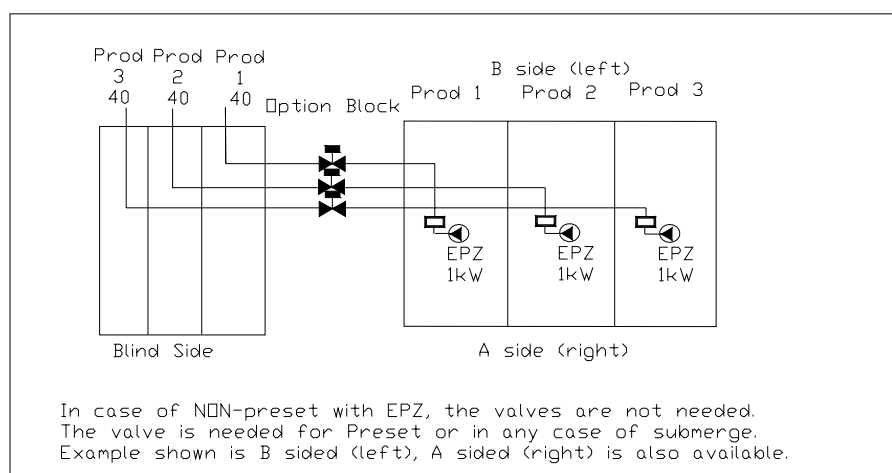 Prod Prod Prod
3 2 1
40 40 40
Option Block
B side (left)
Prod 1 Prod 2 Prod 3
EPZ EPZ EPZ
1kW 1kW 1kW
Blind Side
A side (right)
In case of NON-preset with EPZ, the valves are not needed.
The valve is needed for Preset or in any case of submerge.
Example shown is B sided (left), A sided (right) is also available.